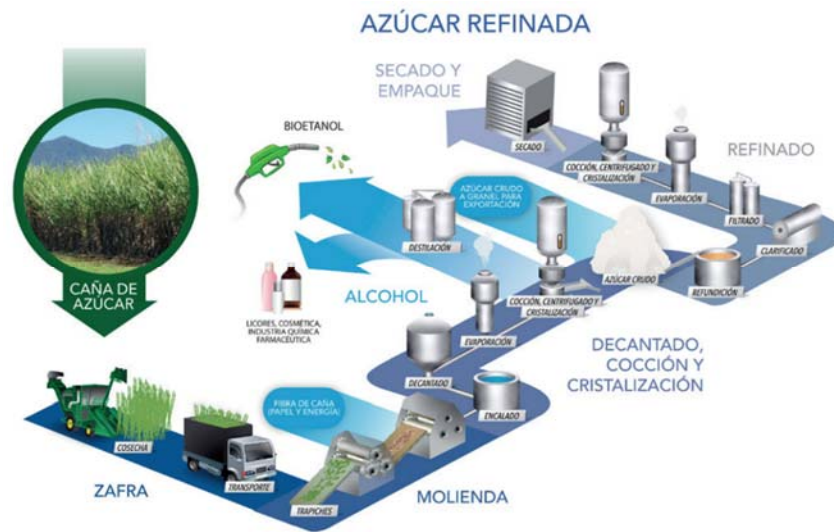 AZÚCAR REFINADA
SECADO Y
EMPAQUE
SECADO
COCCIÓN, CENTRIFUGADO Y
CRISTALIZACIÓN
EVAPORACIÓN
REFINADO
FILTRADO
CLARIFICADO
REFUNDICIÓN
BIOETANOL
AZÚCAR CRUDO
A GRANEL PARA
EXPORTACIÓN
DESTILACIÓN
AZÚCAR CRUDO
CAÑA DE
AZÚCAR
ALCOHOL
LICORES, COSMÉTICA,
INDUSTRIA QUÍMICA
FARMACÉUTICA
COCCIÓN, CENTRIFUGADO Y
CRISTALIZACIÓN
EVAPORACIÓN
DECANTADO
DECANTADO,
COCCIÓN Y
CRISTALIZACIÓN
FIBRA DE CAÑA
(PAPEL Y ENERGÍA)
ENCALADO
COSECHA
TRANSPORTE
TRAPICHES
ZAFRA
MOLIENDA